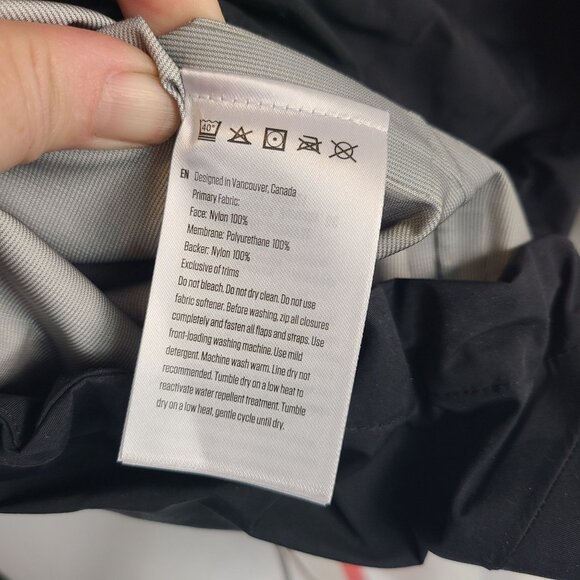 40°
EN Designed in Vancouver, Canada
Primary Fabric:
Face: Nylon 100%
Membrane: Polyurethane 100%
Backer: Nylon 100%
Exclusive of trims
Do not bleach. Do not dry clean. Do not use
fabric softener. Before washing, zip all closures
completely and fasten all flaps and straps. Use
front-loading washing machine. Use mild
detergent. Machine wash warm. Line dry not
recommended. Tumble dry on a low heat to
reactivate water repellent treatment. Tumble
dry on a low heat, gentle cycle until dry.